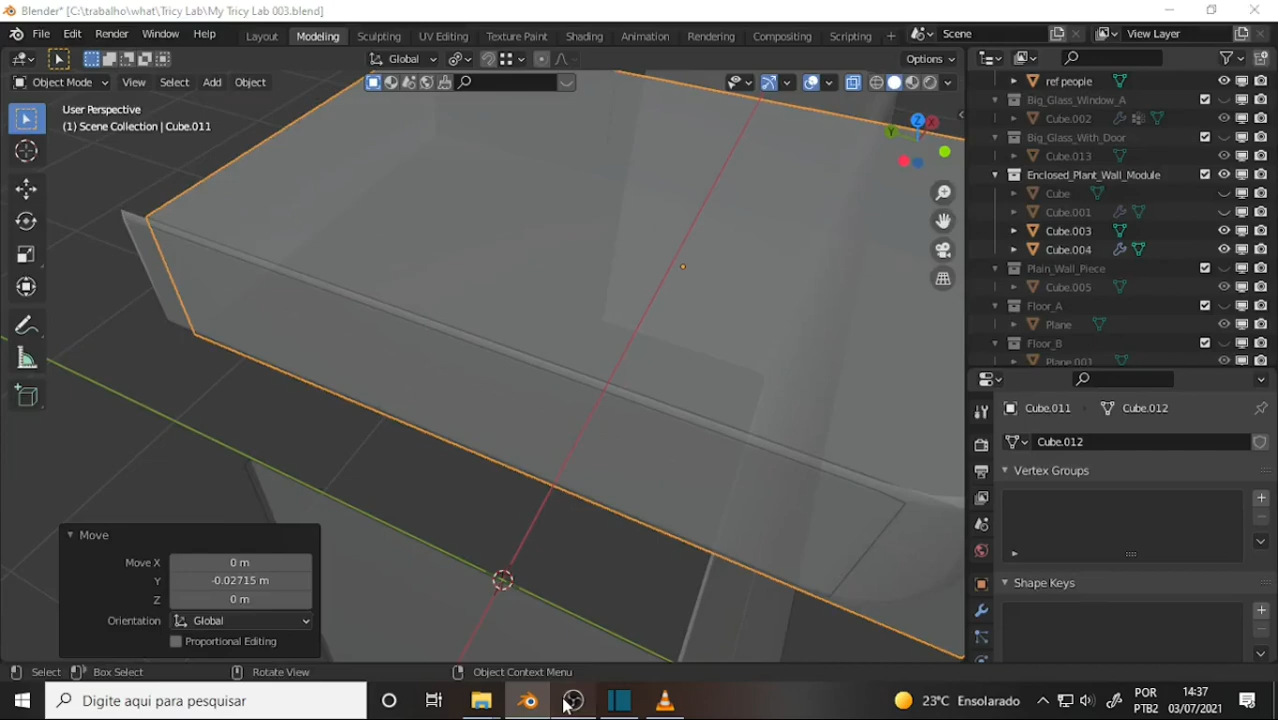 Blender* [C:\trabalho\what\Tricy Lab\My Tricy Lab 003.blend]
File Edit Render Window Help Layout Modeling Sculpting UV Editing Texture Paint Shading Animation Rendering Compositing Scripting + Scene View Layer
Global Options
Object Mode View Select Add Object
User Perspective
(1) Scene Collection | Cube.011
Z
Y X
ref people
Big_Glass_Window_A
Cube.002
Big_Glass_With_Door
Cube.013
Enclosed_Plant_Wall_Module
Cube
Cube.001
Cube.003
Cube.004
Plain_Wall_Piece
Cube.005
Floor_A
Plane
Floor_B
Plane.001
Cube.011 Cube.012
Cube.012
Vertex Groups
Shape Keys
Move
Move X 0 m
Y -0.02715 m
Z 0 m
Orientation Global
Proportional Editing
Select Box Select Rotate View Object Context Menu
Digite aqui para pesquisar
23°C Ensolarado
POR
PTB2
14:37
03/07/2021